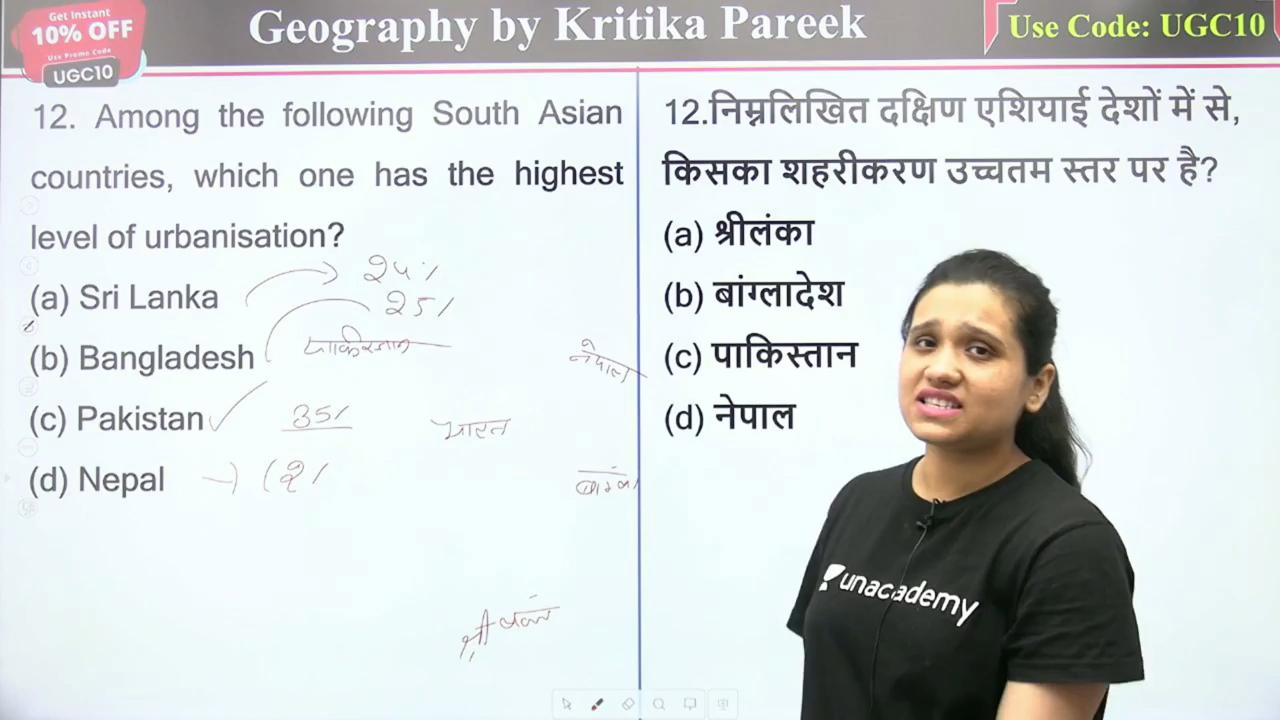 Get Instant
10% OFF
Use Promo Code
UGC10
Geography by Kritika Pareek
Use Code: UGC10
12. Among the following South Asian
countries, which one has the highest
level of urbanisation?
(a) Sri Lanka
(b) Bangladesh
(c) Pakistan
(d) Nepal
25%
35%
पाकिस्तान
नेपाल
भारत
12.निम्नलिखित दक्षिण एशियाई देशों में से,
किसका शहरीकरण उच्चतम स्तर पर है?
(a) श्रीलंका
(b) बांग्लादेश
(c) पाकिस्तान
(d) नेपाल
unacademy